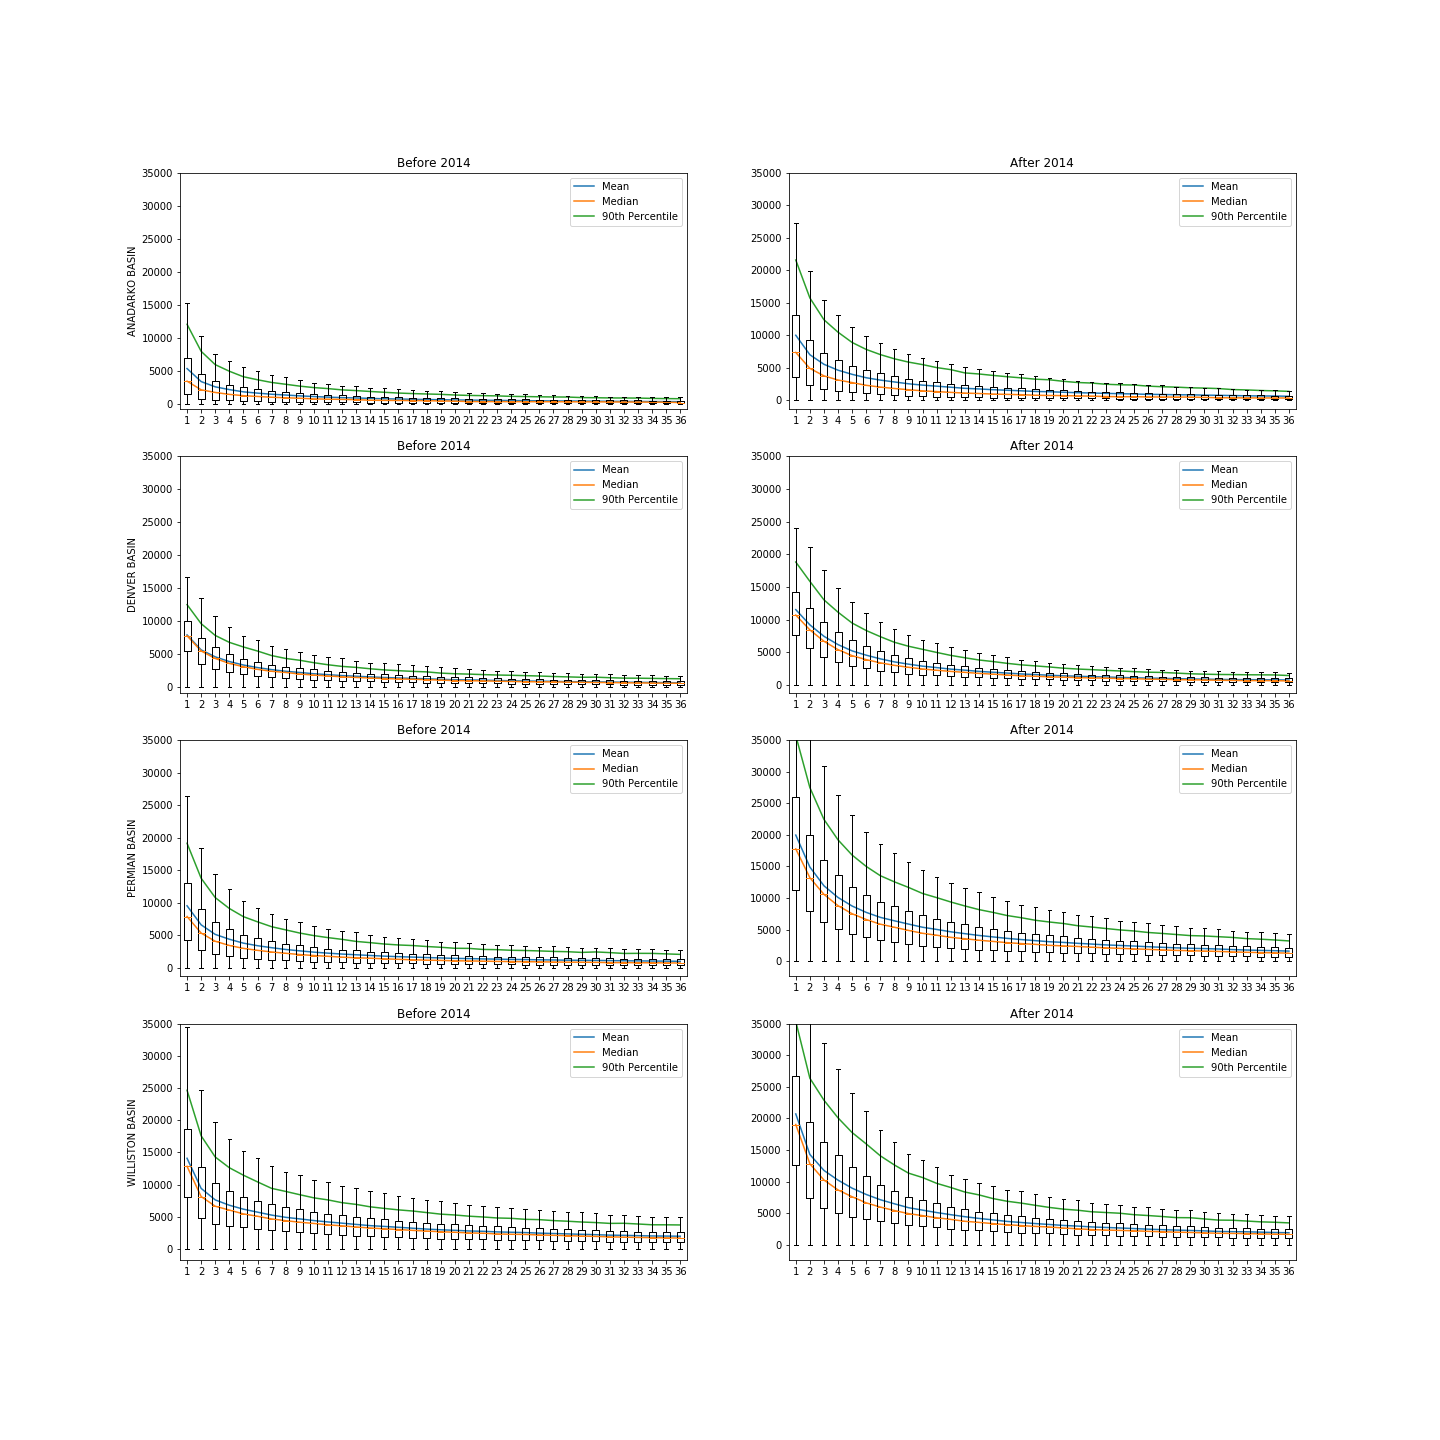 Before 2014
After 2014
35000
30000
25000
20000
15000
10000
5000
0
ANADARKO BASIN
Mean
Median
90th Percentile
1 2 3 4 5 6 7 8 9 10 11 12 13 14 15 16 17 18 19 20 21 22 23 24 25 26 27 28 29 30 31 32 33 34 35 36
35000
30000
25000
20000
15000
10000
5000
0
Mean
Median
90th Percentile
1 2 3 4 5 6 7 8 9 10 11 12 13 14 15 16 17 18 19 20 21 22 23 24 25 26 27 28 29 30 31 32 33 34 35 36
Before 2014
After 2014
35000
30000
25000
20000
15000
10000
5000
0
DENVER BASIN
Mean
Median
90th Percentile
1 2 3 4 5 6 7 8 9 10 11 12 13 14 15 16 17 18 19 20 21 22 23 24 25 26 27 28 29 30 31 32 33 34 35 36
35000
30000
25000
20000
15000
10000
5000
0
Mean
Median
90th Percentile
1 2 3 4 5 6 7 8 9 10 11 12 13 14 15 16 17 18 19 20 21 22 23 24 25 26 27 28 29 30 31 32 33 34 35 36
Before 2014
After 2014
35000
30000
25000
20000
15000
10000
5000
0
PERMIAN BASIN
Mean
Median
90th Percentile
1 2 3 4 5 6 7 8 9 10 11 12 13 14 15 16 17 18 19 20 21 22 23 24 25 26 27 28 29 30 31 32 33 34 35 36
35000
30000
25000
20000
15000
10000
5000
0
Mean
Median
90th Percentile
1 2 3 4 5 6 7 8 9 10 11 12 13 14 15 16 17 18 19 20 21 22 23 24 25 26 27 28 29 30 31 32 33 34 35 36
Before 2014
After 2014
35000
30000
25000
20000
15000
10000
5000
0
WILLISTON BASIN
Mean
Median
90th Percentile
1 2 3 4 5 6 7 8 9 10 11 12 13 14 15 16 17 18 19 20 21 22 23 24 25 26 27 28 29 30 31 32 33 34 35 36
35000
30000
25000
20000
15000
10000
5000
0
Mean
Median
90th Percentile
1 2 3 4 5 6 7 8 9 10 11 12 13 14 15 16 17 18 19 20 21 22 23 24 25 26 27 28 29 30 31 32 33 34 35 36